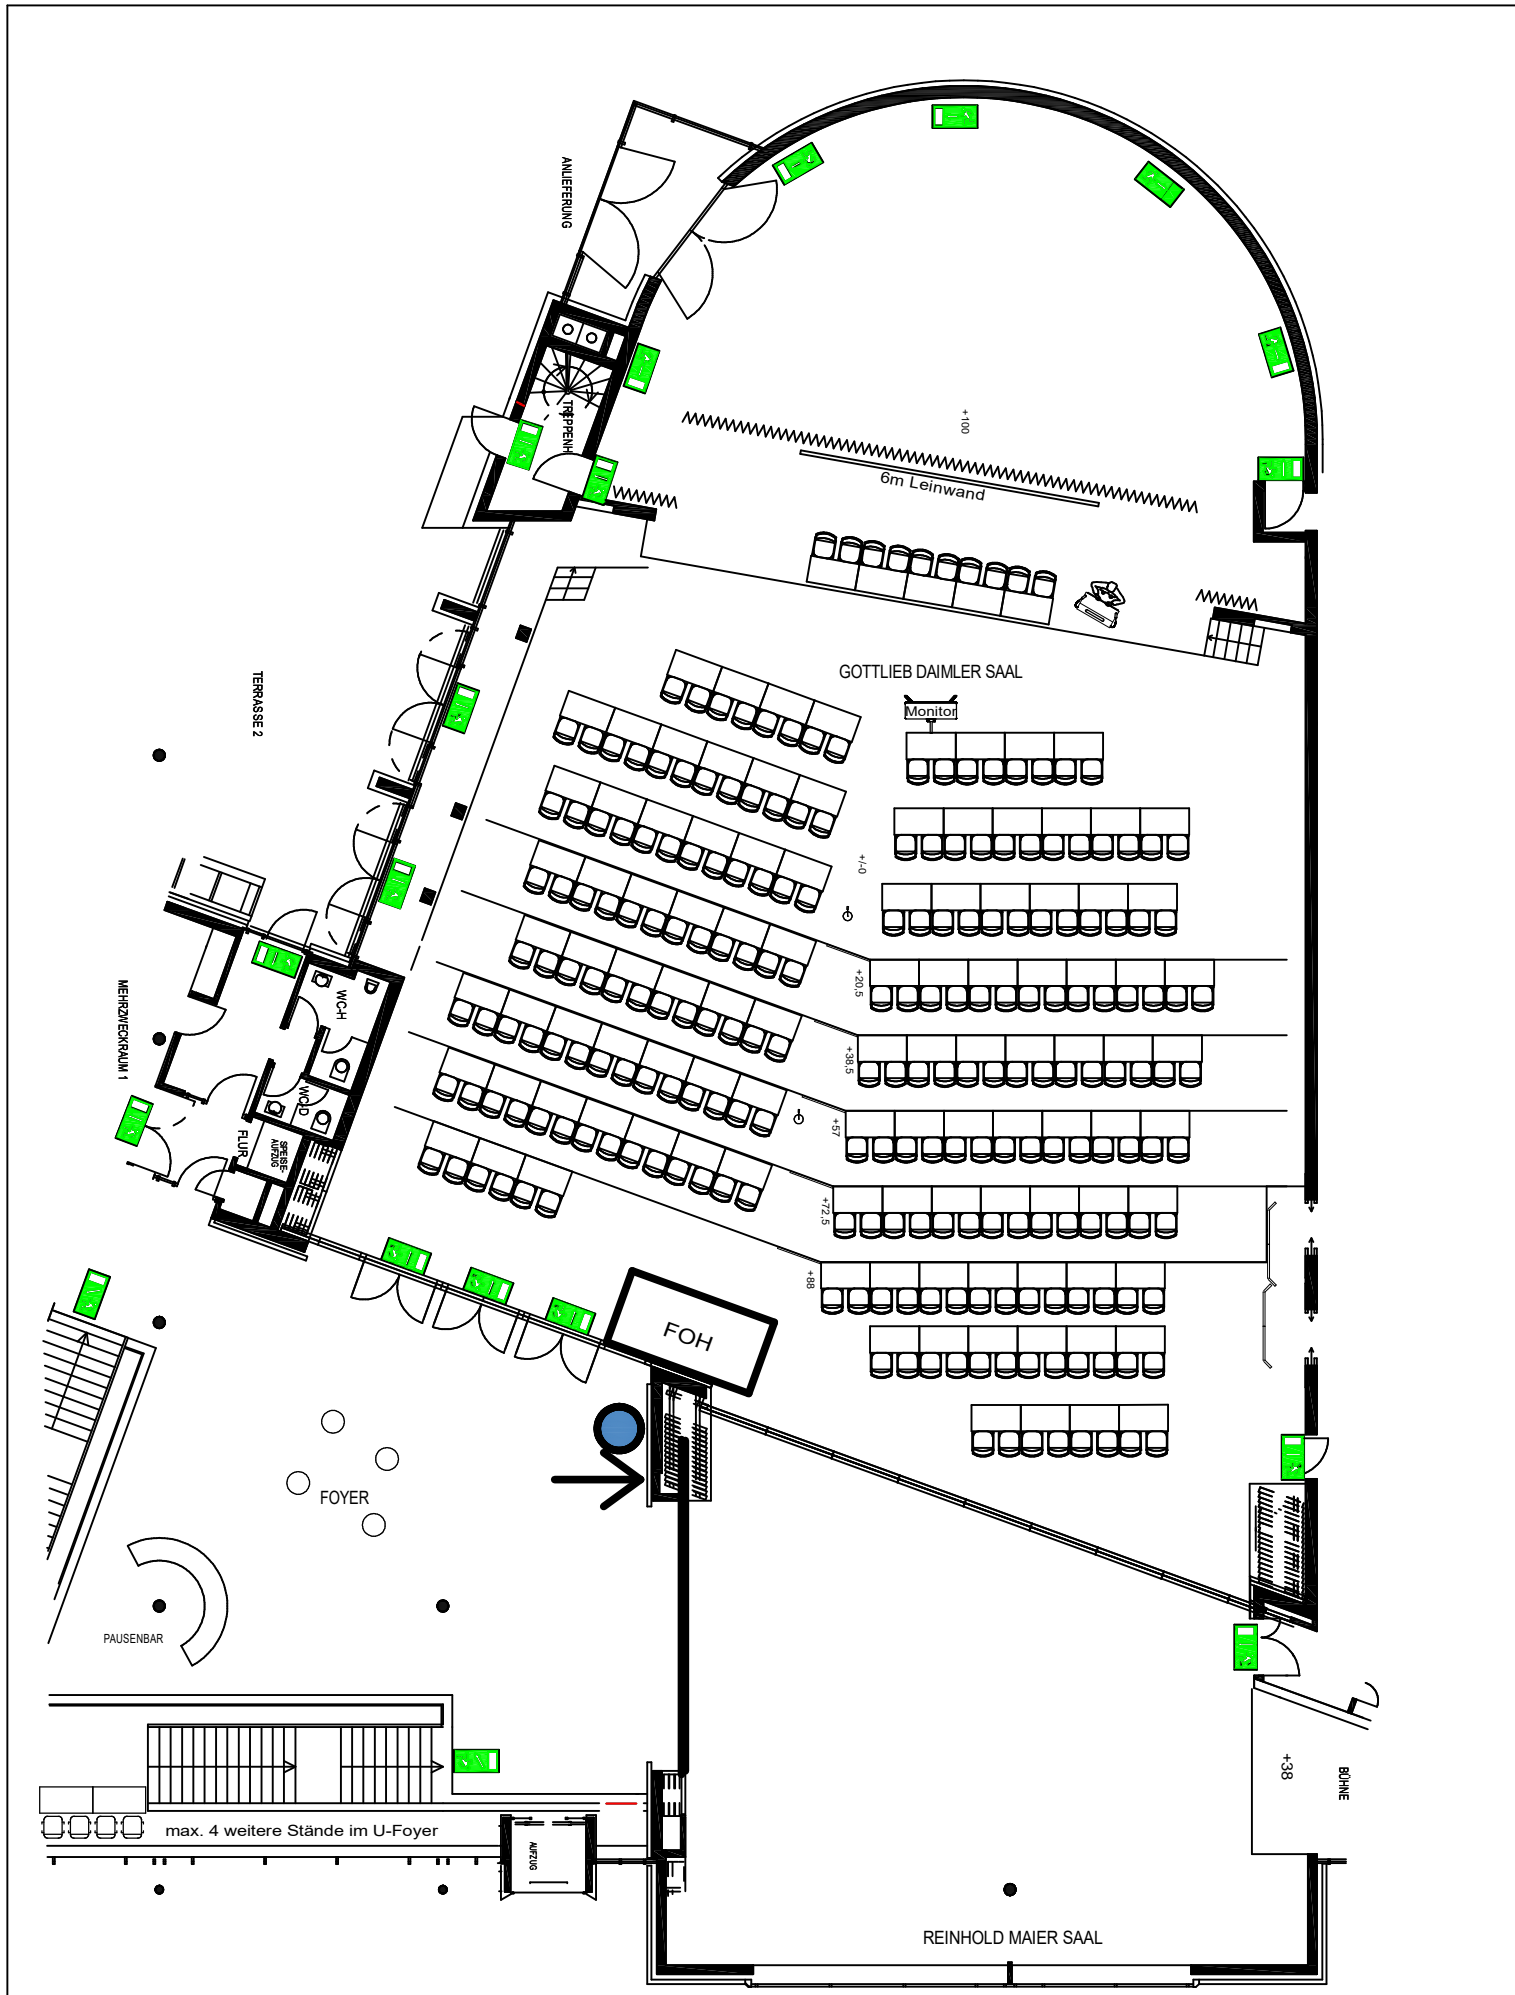 ANLIEFERUNG
TREPPENH
+100
6m Leinwand
GOTTLIEB DAIMLER SAAL
Monitor
TERRASSE 2
+/-0
+20,5
+38,5
+57
+72,5
+88
WC-H
MEHRZWECKRAUM 1
WC-D
FLUR
SPEISE-
AUFZUG
FOH
FOYER
PAUSENBAR
max. 4 weitere Stände im U-Foyer
AUFZUG
+38
BÜHNE
REINHOLD MAIER SAAL